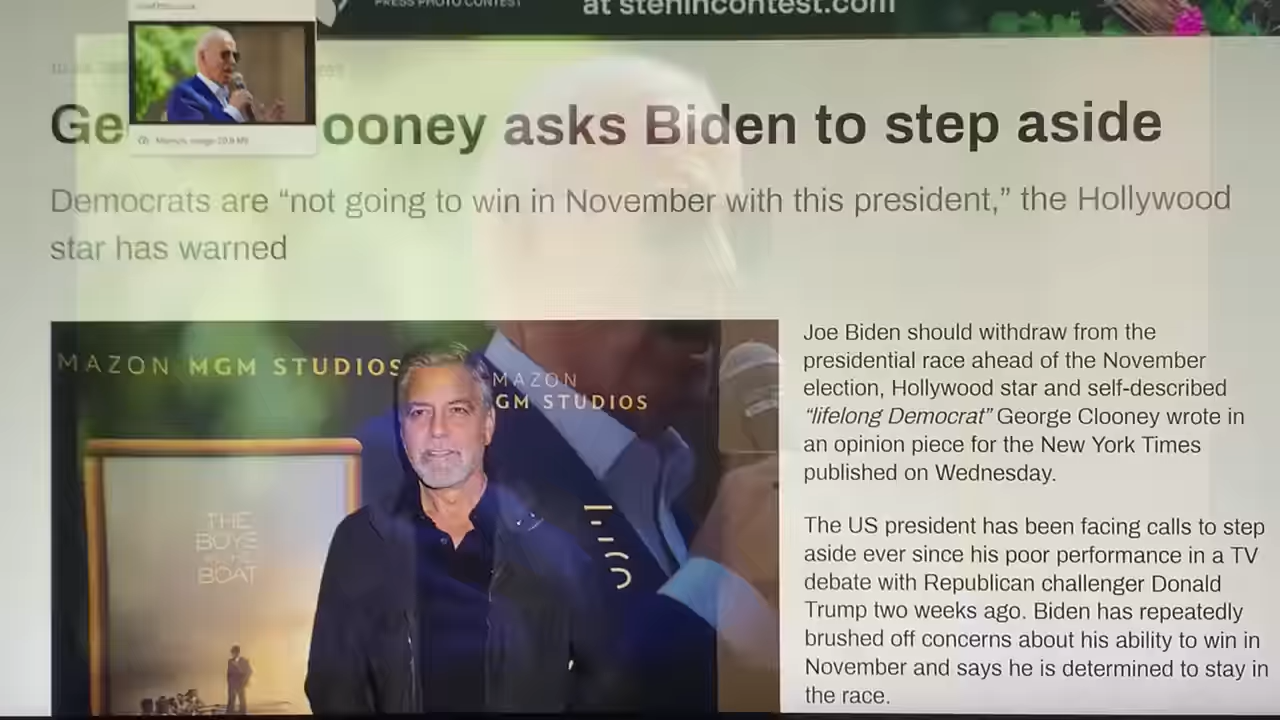 PRESS PHOTO CONTEST
at stenincontest.com
Ge ooney asks Biden to step aside
Democrats are “not going to win in November with this president,” the Hollywood
star has warned
MAZON MGM STUDIOS
MAZON
GM STUDIOS
THE
BOYS
BOAT
Joe Biden should withdraw from the
presidential race ahead of the November
election, Hollywood star and self-described
“lifelong Democrat” George Clooney wrote in
an opinion piece for the New York Times
published on Wednesday.
The US president has been facing calls to step
aside ever since his poor performance in a TV
debate with Republican challenger Donald
Trump two weeks ago. Biden has repeatedly
brushed off concerns about his ability to win in
November and says he is determined to stay in
the race.